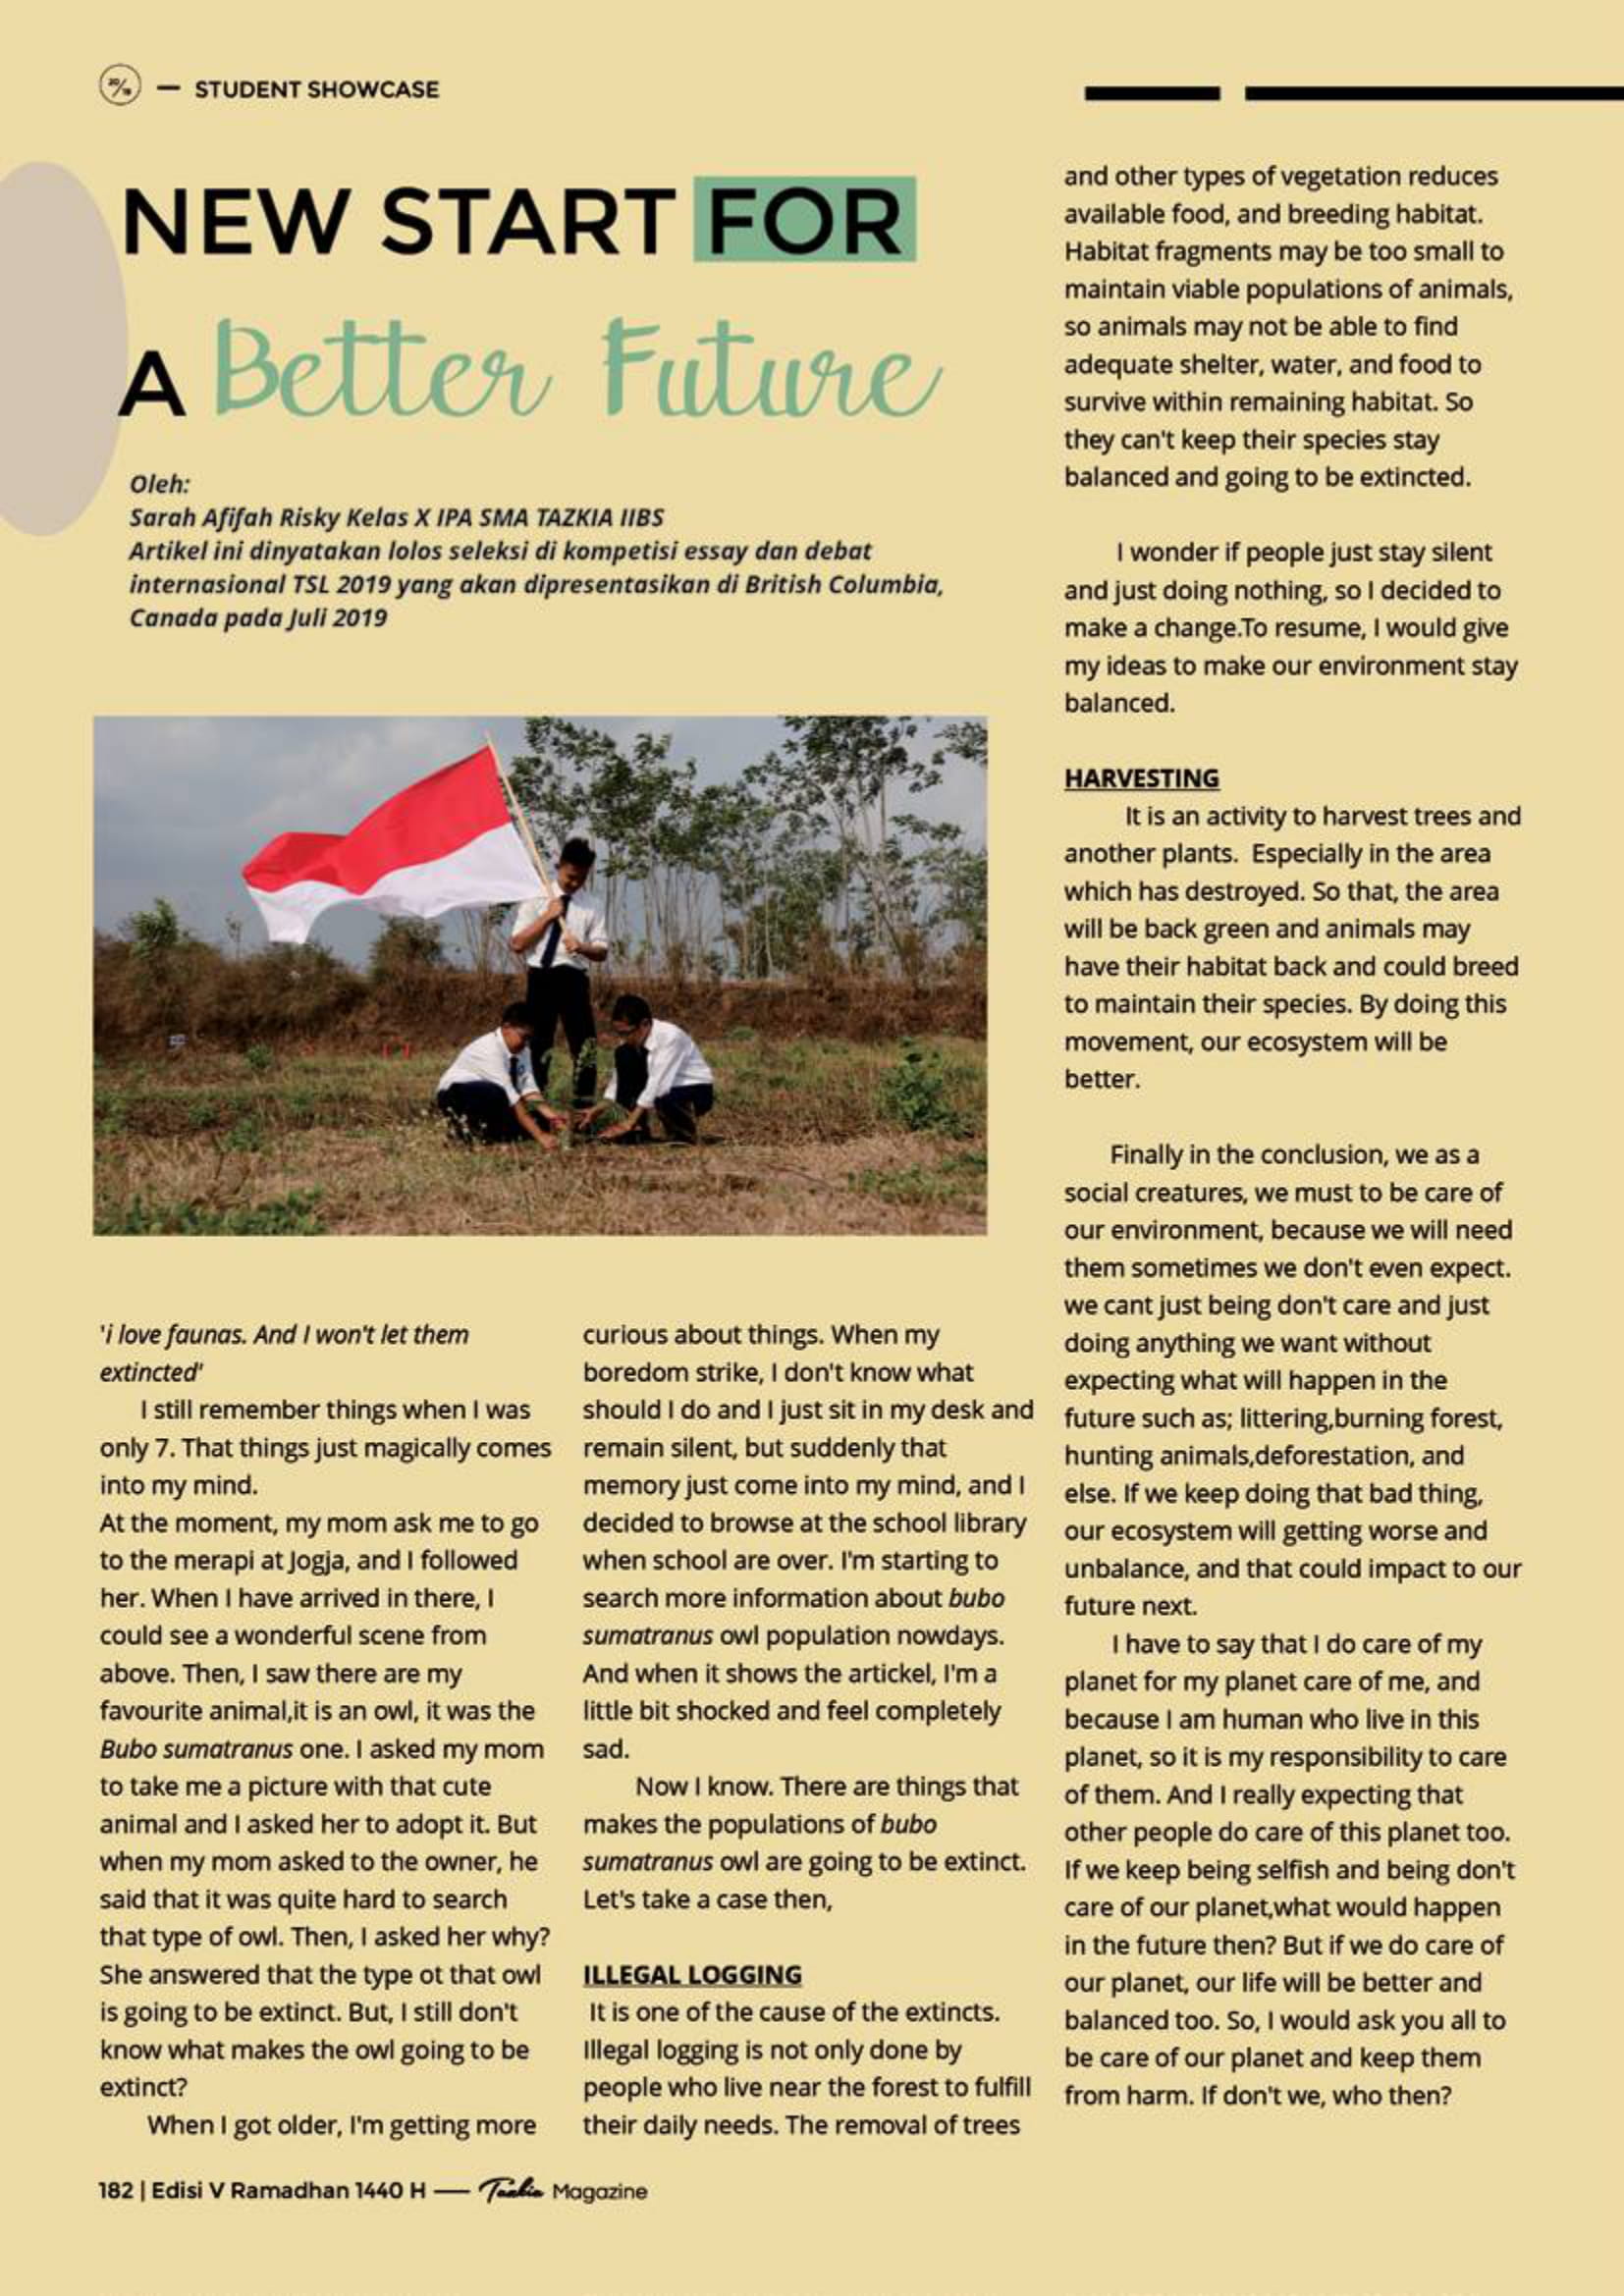 20/19 — STUDENT SHOWCASE
NEW START FOR
A Better Future
Oleh:
Sarah Afifah Risky Kelas X IPA SMA TAZKIA IIBS
Artikel ini dinyatakan lolos seleksi di kompetisi essay dan debat
internasional TSL 2019 yang akan dipresentasikan di British Columbia,
Canada pada Juli 2019
'i love faunas. And I won't let them
extincted'
I still remember things when I was
only 7. That things just magically comes
into my mind.
At the moment, my mom ask me to go
to the merapi at Jogja, and I followed
her. When I have arrived in there, I
could see a wonderful scene from
above. Then, I saw there are my
favourite animal,it is an owl, it was the
Bubo sumatranus one. I asked my mom
to take me a picture with that cute
animal and I asked her to adopt it. But
when my mom asked to the owner, he
said that it was quite hard to search
that type of owl. Then, I asked her why?
She answered that the type ot that owl
is going to be extinct. But, I still don't
know what makes the owl going to be
extinct?
When I got older, I'm getting more
curious about things. When my
boredom strike, I don't know what
should I do and I just sit in my desk and
remain silent, but suddenly that
memory just come into my mind, and I
decided to browse at the school library
when school are over. I'm starting to
search more information about bubo
sumatranus owl population nowdays.
And when it shows the artickel, I'm a
little bit shocked and feel completely
sad.
Now I know. There are things that
makes the populations of bubo
sumatranus owl are going to be extinct.
Let's take a case then,
ILLEGAL LOGGING
It is one of the cause of the extincts.
Illegal logging is not only done by
people who live near the forest to fulfill
their daily needs. The removal of trees
and other types of vegetation reduces
available food, and breeding habitat.
Habitat fragments may be too small to
maintain viable populations of animals,
so animals may not be able to find
adequate shelter, water, and food to
survive within remaining habitat. So
they can't keep their species stay
balanced and going to be extincted.
I wonder if people just stay silent
and just doing nothing, so I decided to
make a change.To resume, I would give
my ideas to make our environment stay
balanced.
HARVESTING
It is an activity to harvest trees and
another plants. Especially in the area
which has destroyed. So that, the area
will be back green and animals may
have their habitat back and could breed
to maintain their species. By doing this
movement, our ecosystem will be
better.
Finally in the conclusion, we as a
social creatures, we must to be care of
our environment, because we will need
them sometimes we don't even expect.
we cant just being don't care and just
doing anything we want without
expecting what will happen in the
future such as; littering,burning forest,
hunting animals,deforestation, and
else. If we keep doing that bad thing,
our ecosystem will getting worse and
unbalance, and that could impact to our
future next.
I have to say that I do care of my
planet for my planet care of me, and
because I am human who live in this
planet, so it is my responsibility to care
of them. And I really expecting that
other people do care of this planet too.
If we keep being selfish and being don't
care of our planet,what would happen
in the future then? But if we do care of
our planet, our life will be better and
balanced too. So, I would ask you all to
be care of our planet and keep them
from harm. If don't we, who then?
182 | Edisi V Ramadhan 1440 H — Tazkia Magazine